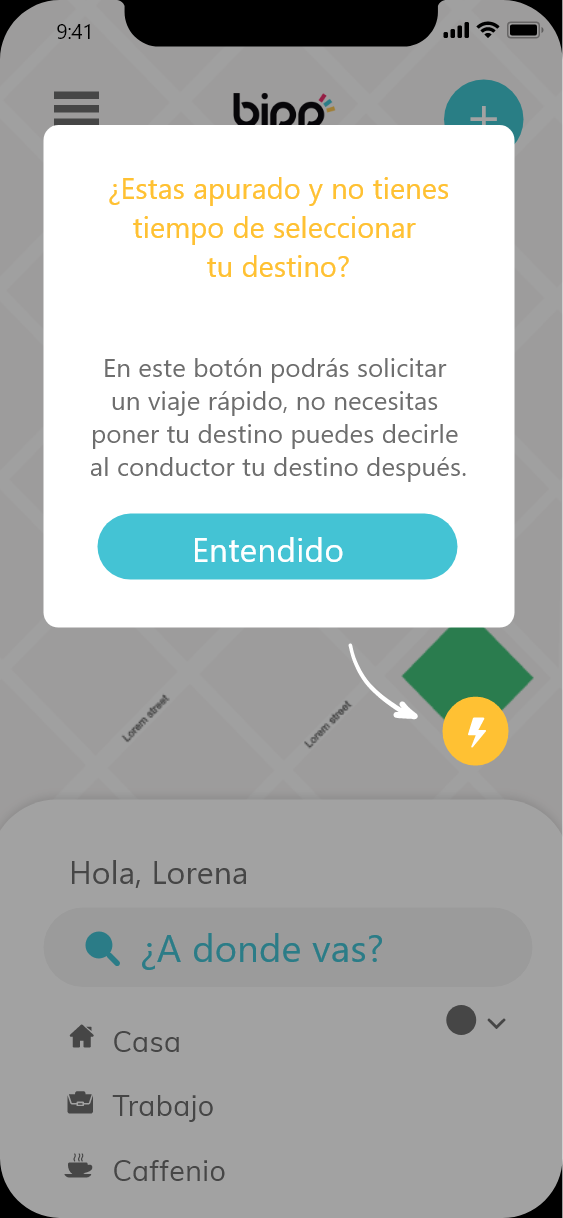 9:41
bipp
¿Estas apurado y no tienes
tiempo de seleccionar
tu destino?
En este botón podrás solicitar
un viaje rápido, no necesitas
poner tu destino puedes decirle
al conductor tu destino después.
Entendido
Lorem street
Lorem street
Hola, Lorena
¿A donde vas?
Casa
Trabajo
Caffenio